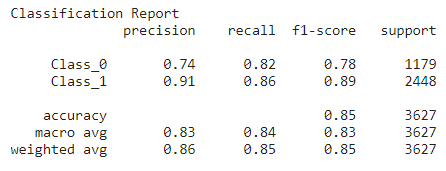 Classification Report
precision recall f1-score support
Class_0 0.74 0.82 0.78 1179
Class_1 0.91 0.86 0.89 2448
accuracy 0.85 3627
macro avg 0.83 0.84 0.83 3627
weighted avg 0.86 0.85 0.85 3627